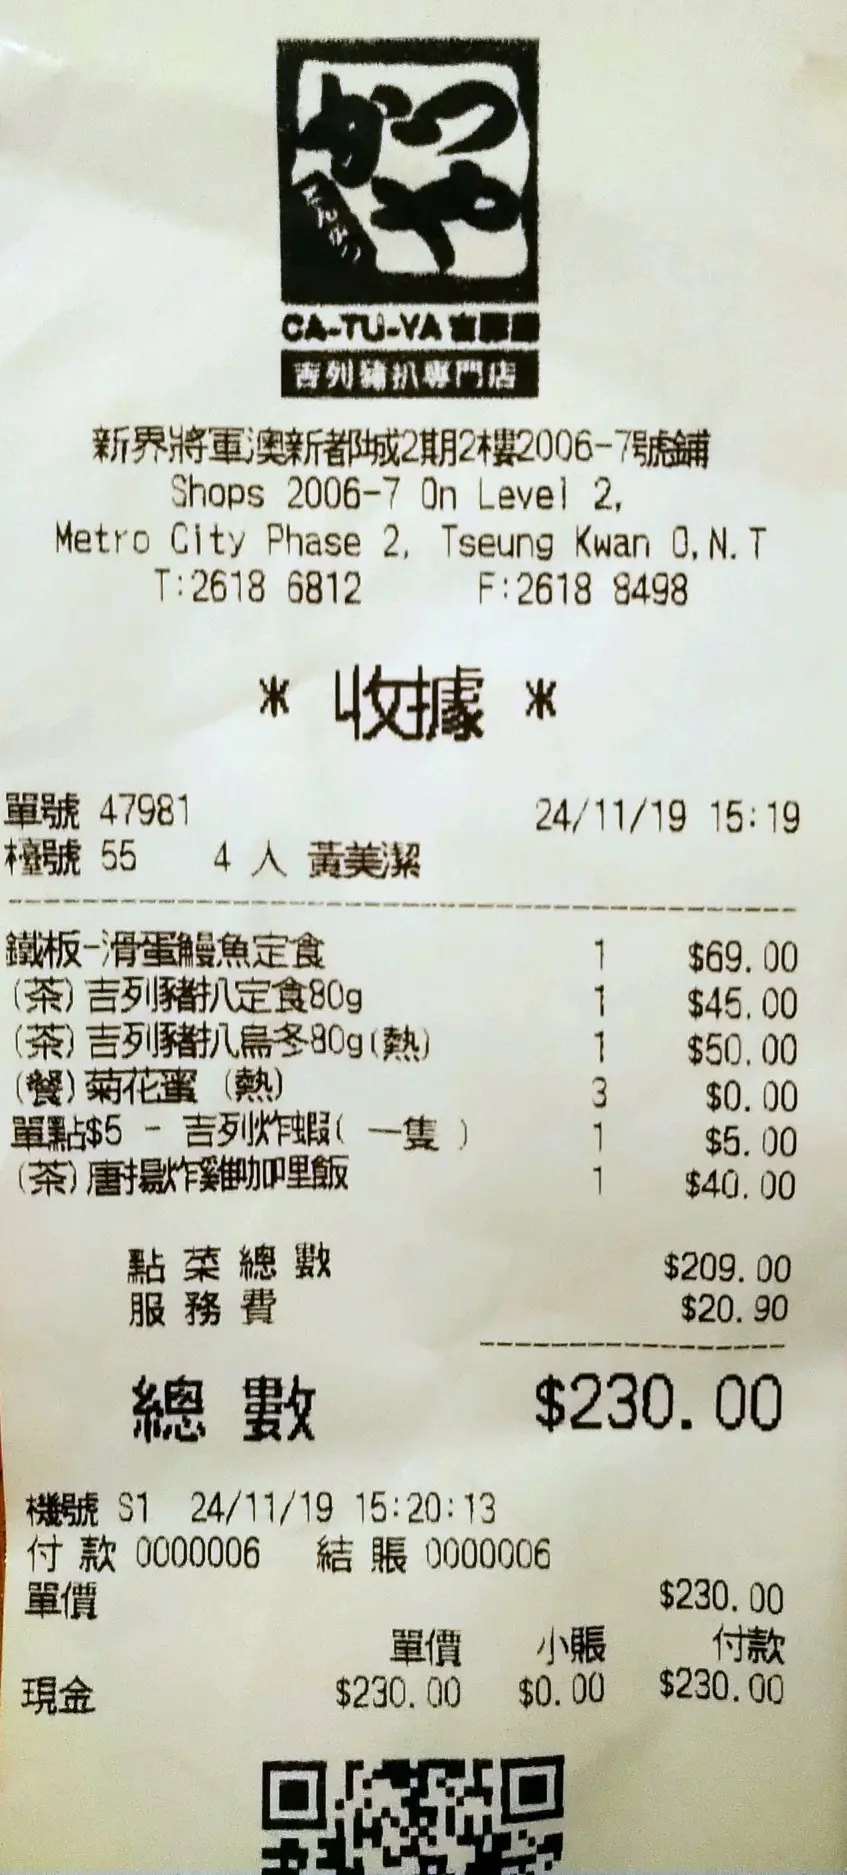 かつや
CA-TU-YA 吉豚屋
吉列豬扒專門店
新界將軍澳新都城2期2樓2006-7號鋪
Shops 2006-7 On Level 2,
Metro City Phase 2, Tseung Kwan O,N.T
T:2618 6812 F:2618 8498
* 收據 *
單號 47981 24/11/19 15:19
檯號 55 4 人 黃美潔
鐵板-滑蛋鰻魚定食 1 $69.00
(茶)吉列豬扒定食80g 1 $45.00
(茶)吉列豬扒烏冬80g(熱) 1 $50.00
(餐)菊花蜜 (熱) 3 $0.00
單點$5 - 吉列炸蝦( 一隻 ) 1 $5.00
(茶)唐揚炸雞咖哩飯 1 $40.00
點菜總數 $209.00
服務費 $20.90
總數 $230.00
機號 S1 24/11/19 15:20:13
付款 0000006 結賬 0000006
單價 $230.00
單價 小賬 付款
現金 $230.00 $0.00 $230.00